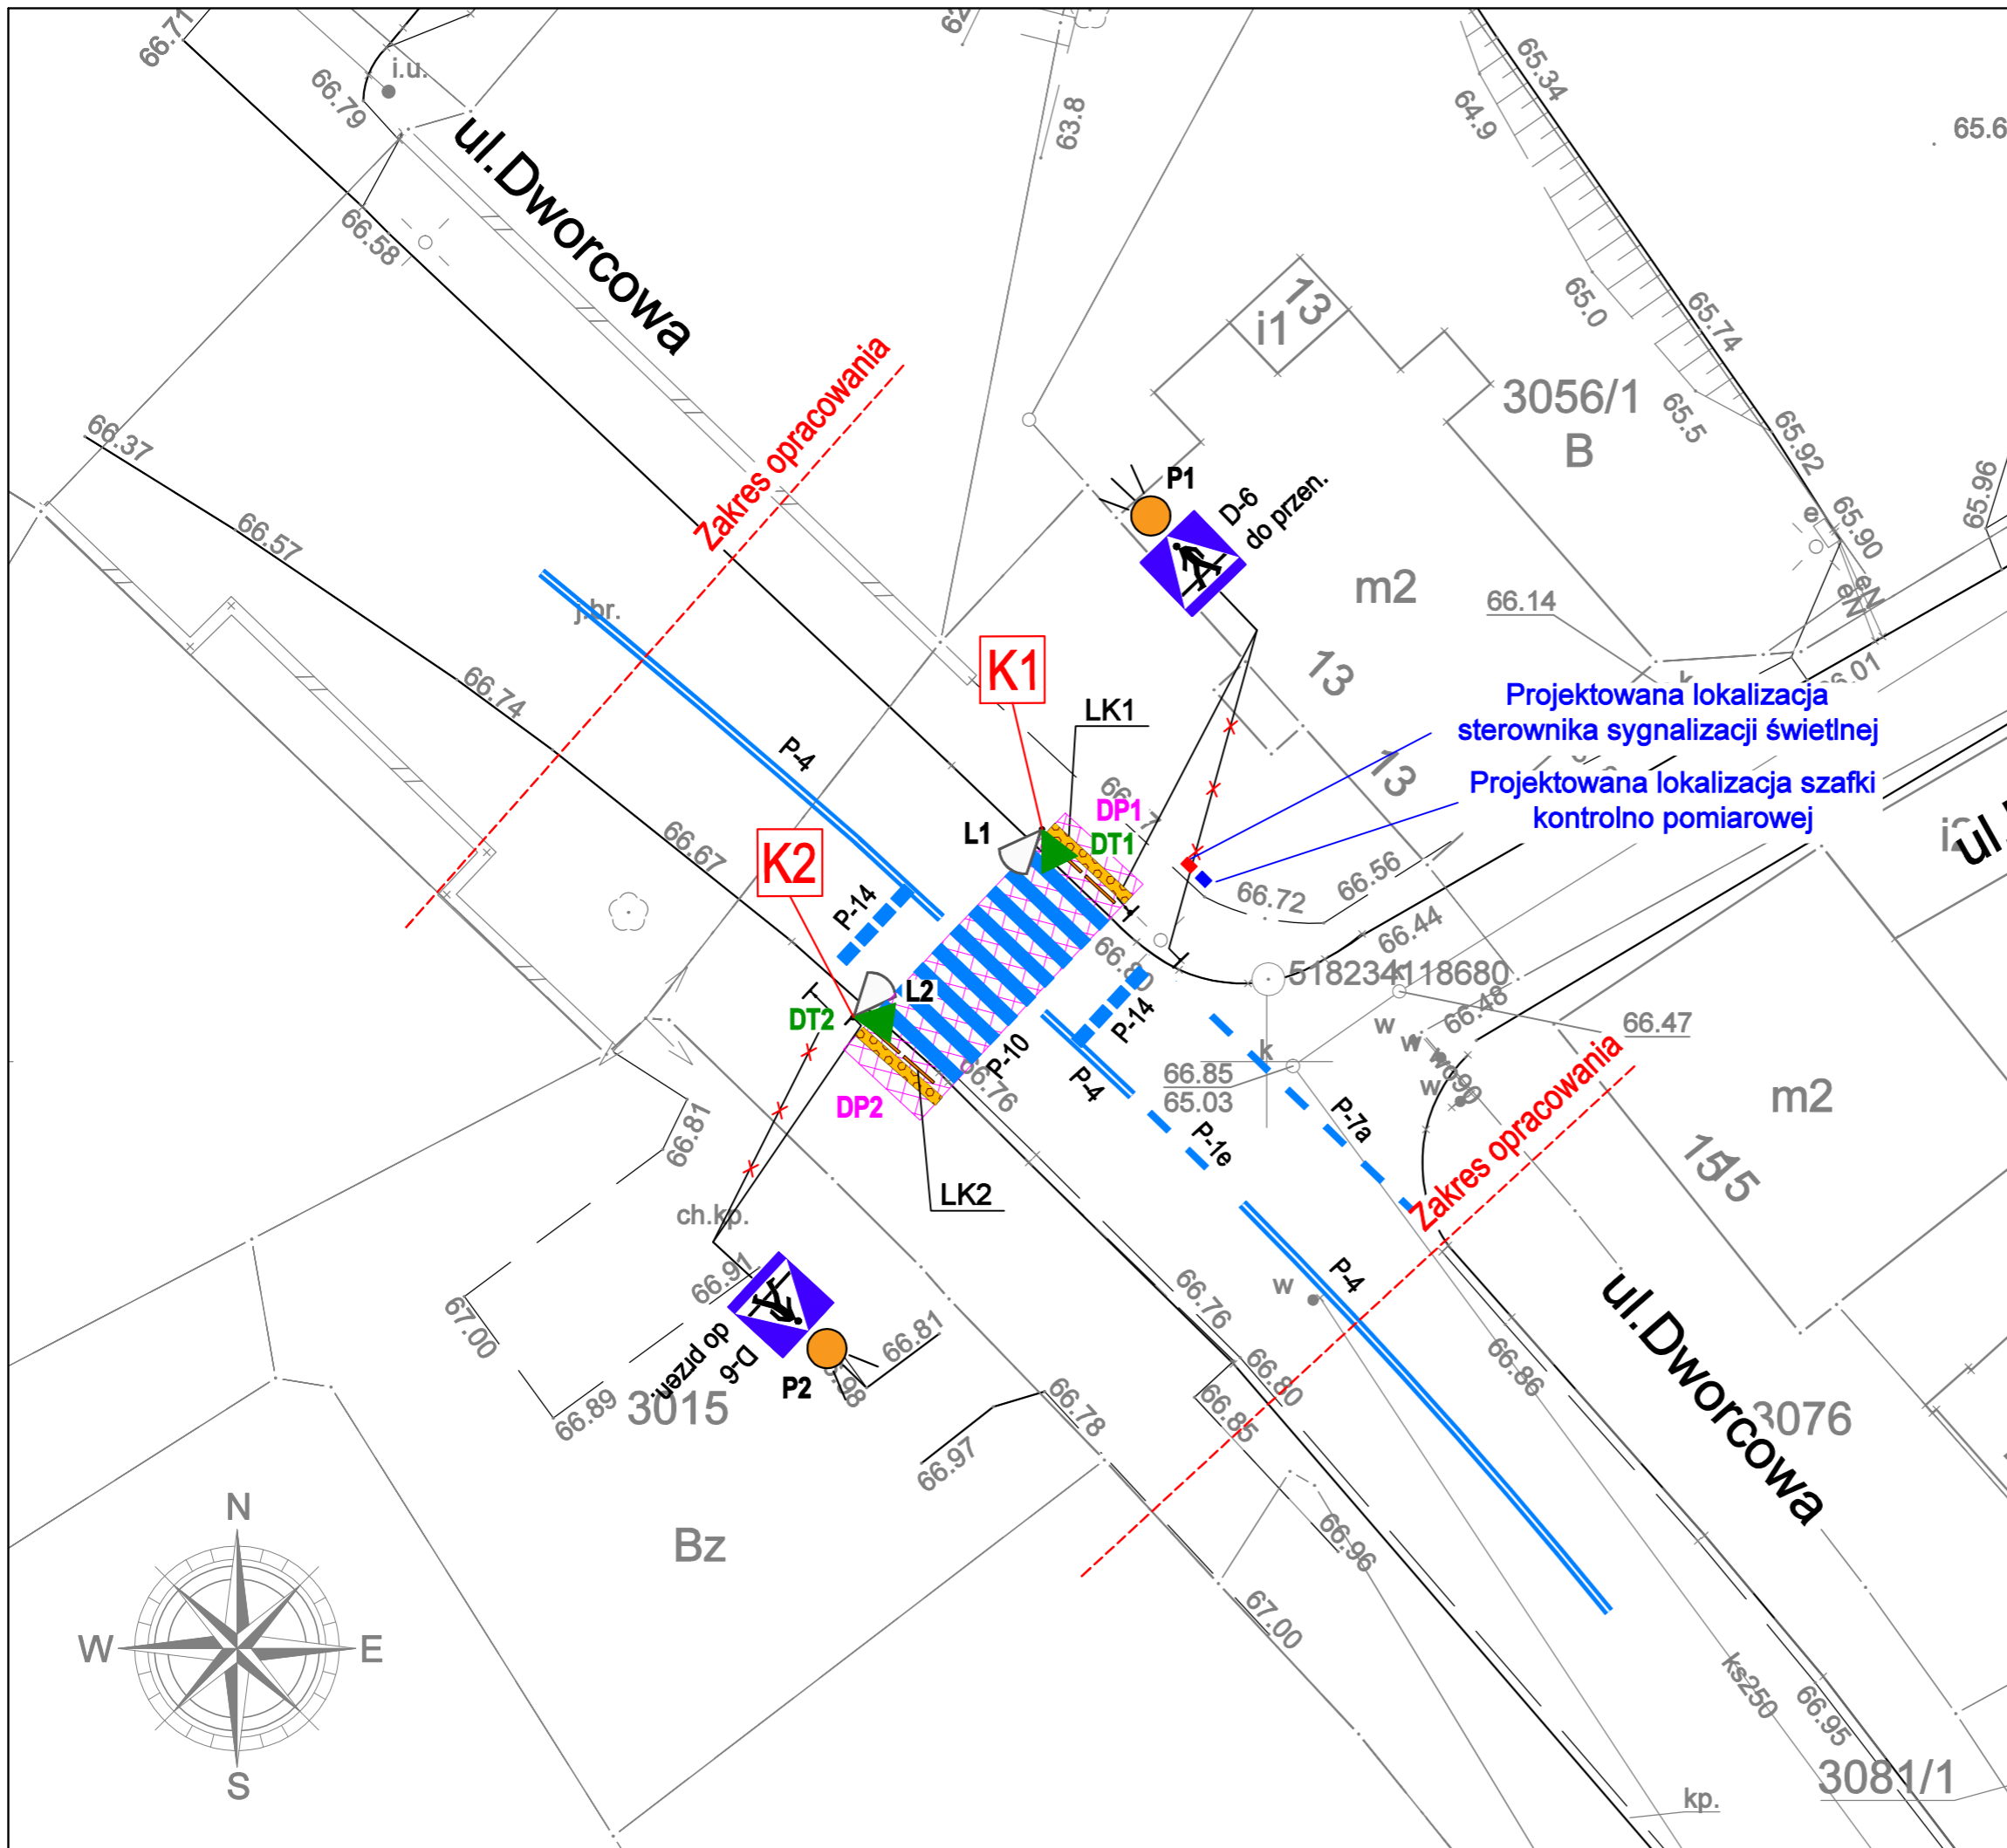 66.71
i.u.
66.79
ul.Dworcowa
66.58
63.8
65.34
64.9
65.6
65.0
65.74
65.5
65.92
65.90
65.96
13
i1
3056/1
B
Zakres opracowania
66.37
66.57
66.74
66.67
j.br.
P-4
P1
D-6
do przen.
m2
66.14
e
eN
eN
13
13
K1
LK1
DP1
DT1
L1
K2
P-14
L2
DT2
DP2
LK2
P-10
Projektowana lokalizacja
sterownika sygnalizacji świetlnej
Projektowana lokalizacja szafki
kontrolno pomiarowej
ul.
66.72
66.56
66.44
518234118680
66.48
66.47
w
w
w
k
66.85
65.03
66.76
P-14
P-4
P-1e
P-7a
Zakres opracowania
m2
15
15
66.81
ch.kp.
66.91
67.00
66.89
D-6
do przen.
P2
66.81
3015
66.97
66.78
66.76
66.80
66.85
w
P-4
66.86
ul.Dworcowa
3076
66.96
67.00
Bz
ks250
66.95
3081/1
kp.
N
W
E
S